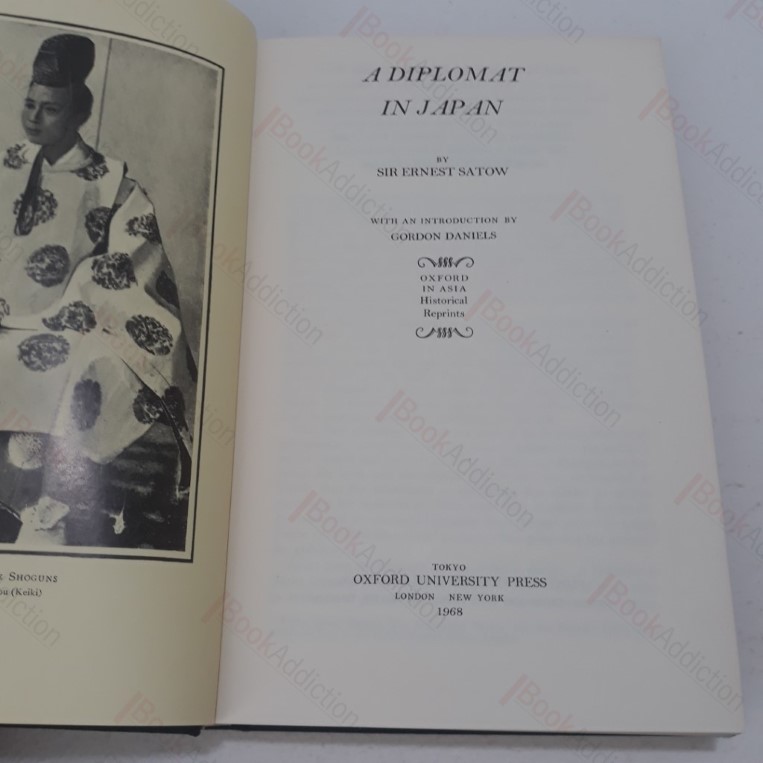 SHOGUNS
(Keiki)
A DIPLOMAT
IN JAPAN
BY
SIR ERNEST SATOW
WITH AN INTRODUCTION BY
GORDON DANIELS
OXFORD
IN ASIA
Historical
Reprints
TOKYO
OXFORD UNIVERSITY PRESS
LONDON NEW YORK
1968
BookAddiction